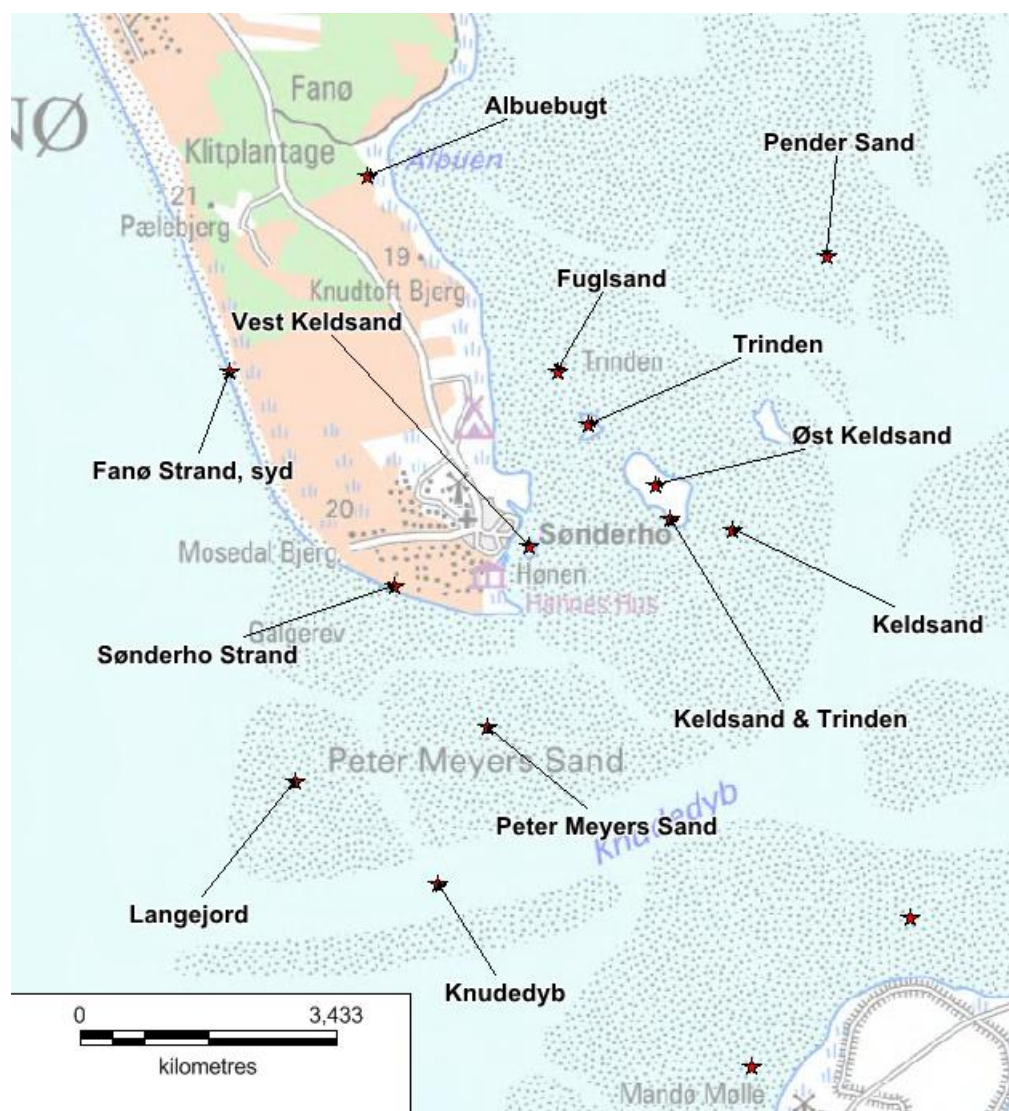 Fanø
Albuebugt
NØ
Klitplantage
Albuen
Pender Sand
21
Pælebjerg
19
Knudtoft Bjerg
Fuglsand
Vest Keldsand
Trinden
Trinden
Øst Keldsand
Fanø Strand, syd
20
Sønderho
Mosedal Bjerg
Hønen
Hannes Hus
Keldsand
Galgerev
Sønderho Strand
Keldsand & Trinden
Peter Meyers Sand
Peter Meyers Sand
Knudedyb
Langejord
Knudedyb
0 3,433
kilometres
Mandø Mølle